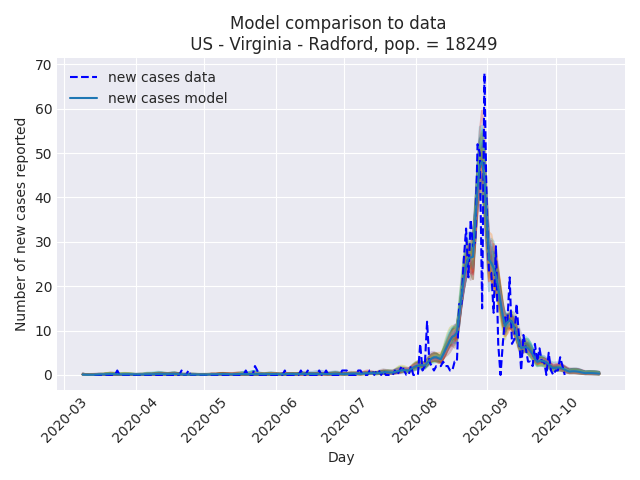 Model comparison to data
US - Virginia - Radford, pop. = 18249
new cases data
new cases model
Number of new cases reported
70
60
50
40
30
20
10
0
2020-03
2020-04
2020-05
2020-06
2020-07
2020-08
2020-09
2020-10
Day